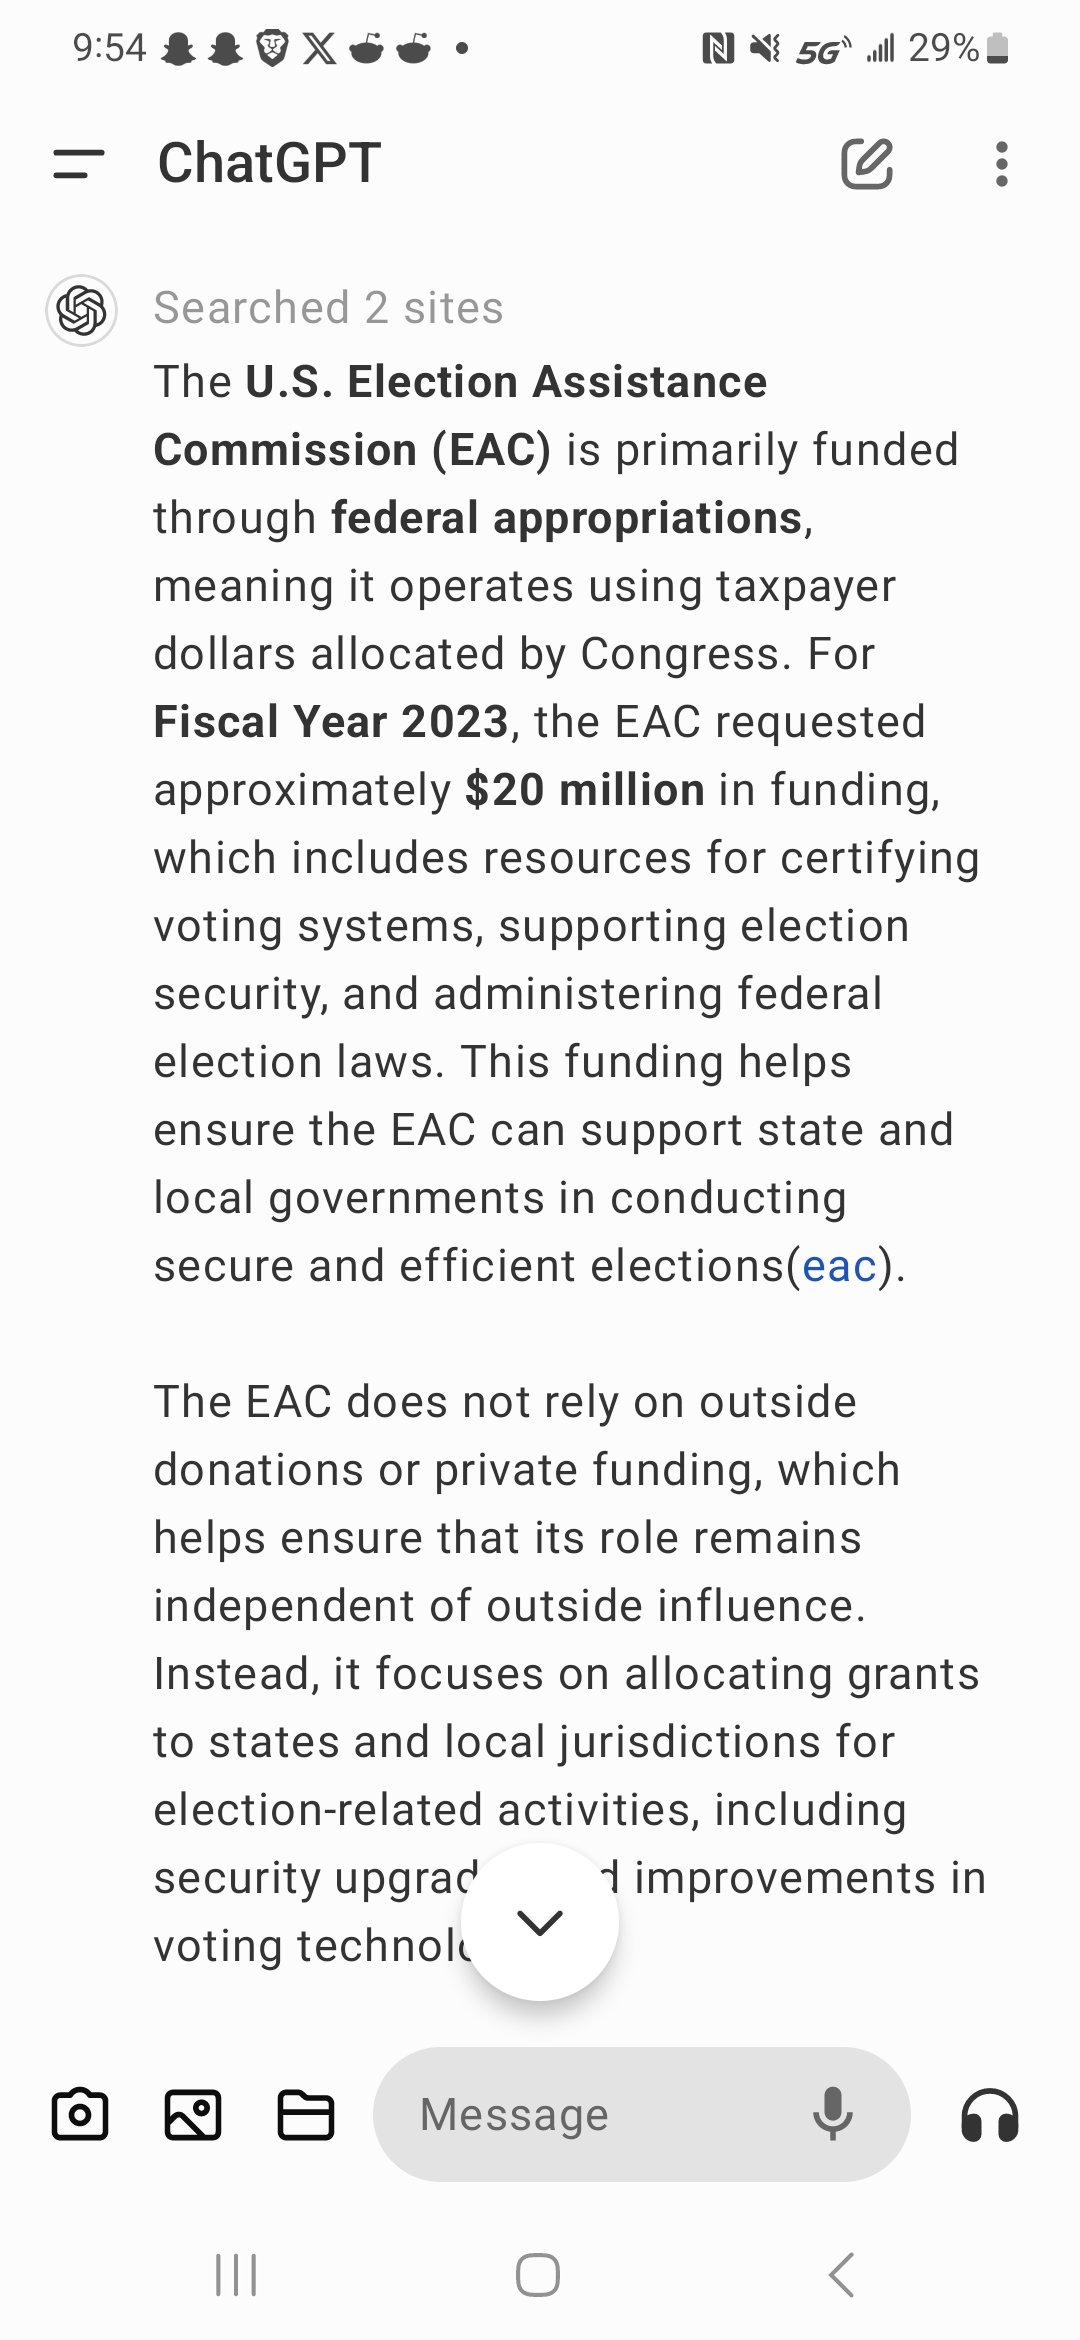 9:54
5G
29%
ChatGPT
Searched 2 sites
The U.S. Election Assistance
Commission (EAC) is primarily funded
through federal appropriations,
meaning it operates using taxpayer
dollars allocated by Congress. For
Fiscal Year 2023, the EAC requested
approximately $20 million in funding,
which includes resources for certifying
voting systems, supporting election
security, and administering federal
election laws. This funding helps
ensure the EAC can support state and
local governments in conducting
secure and efficient elections(eac).
The EAC does not rely on outside
donations or private funding, which
helps ensure that its role remains
independent of outside influence.
Instead, it focuses on allocating grants
to states and local jurisdictions for
election-related activities, including
security improvements in
voting
Message